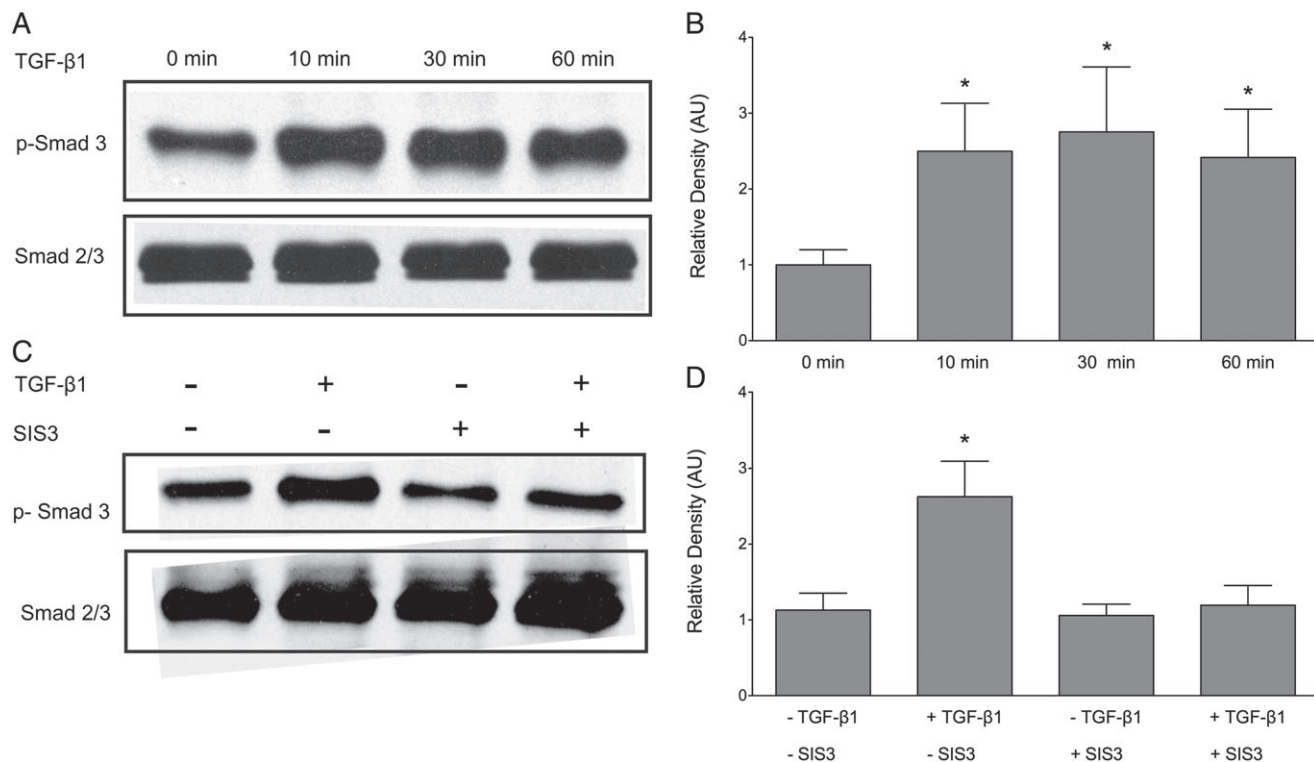 A
TGF-β1 0 min 10 min 30 min 60 min
p-Smad 3
Smad 2/3
B
Relative Density (AU)
4
3
2
1
0
* * *
0 min 10 min 30 min 60 min
C
TGF-β1 - + - +
SIS3 - - + +
p- Smad 3
Smad 2/3
D
Relative Density (AU)
4
3
2
1
0
*
- TGF-β1 + TGF-β1 - TGF-β1 + TGF-β1
- SIS3 - SIS3 + SIS3 + SIS3